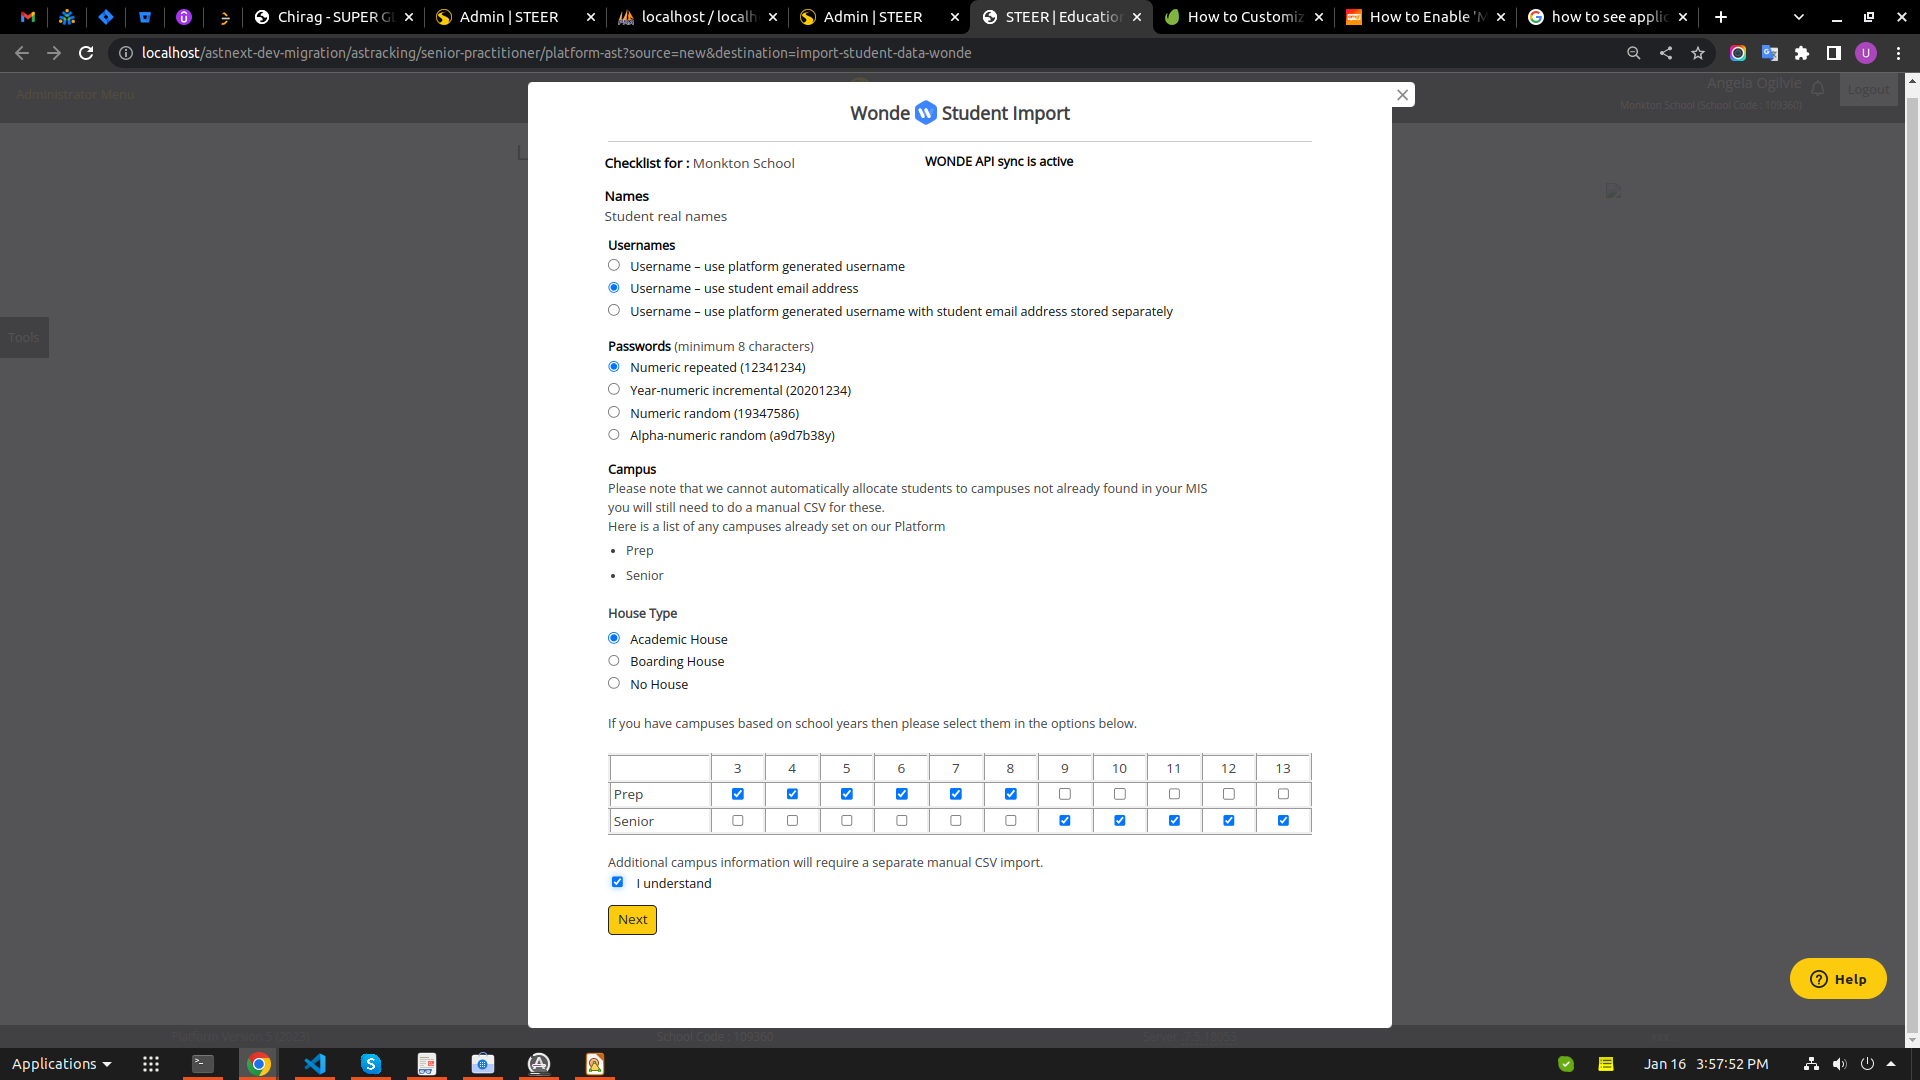 Chirag - SUPER G
Admin | STEER
localhost / localh
Admin | STEER
STEER | Education
How to Customiz
How to Enable 'M
how to see applic
localhost/astnext-dev-migration/astracking/senior-practitioner/platform-ast?source=new&destination=import-student-data-wonde
U
Administrator Menu
Angela Ogilvie
Monkton School (School Code : 109360)
Logout
Tools
Wonde Student Import
Checklist for : Monkton School
WONDE API sync is active
Names
Student real names
Usernames
Username – use platform generated username
Username – use student email address
Username – use platform generated username with student email address stored separately
Passwords (minimum 8 characters)
Numeric repeated (12341234)
Year-numeric incremental (20201234)
Numeric random (19347586)
Alpha-numeric random (a9d7b38y)
Campus
Please note that we cannot automatically allocate students to campuses not already found in your MIS
you will still need to do a manual CSV for these.
Here is a list of any campuses already set on our Platform
• Prep
• Senior
House Type
Academic House
Boarding House
No House
If you have campuses based on school years then please select them in the options below.
3 4 5 6 7 8 9 10 11 12 13
Prep
Senior
Additional campus information will require a separate manual CSV import.
I understand
Next
Help
School Code : 109360
Applications
Jan 16 3:57:52 PM